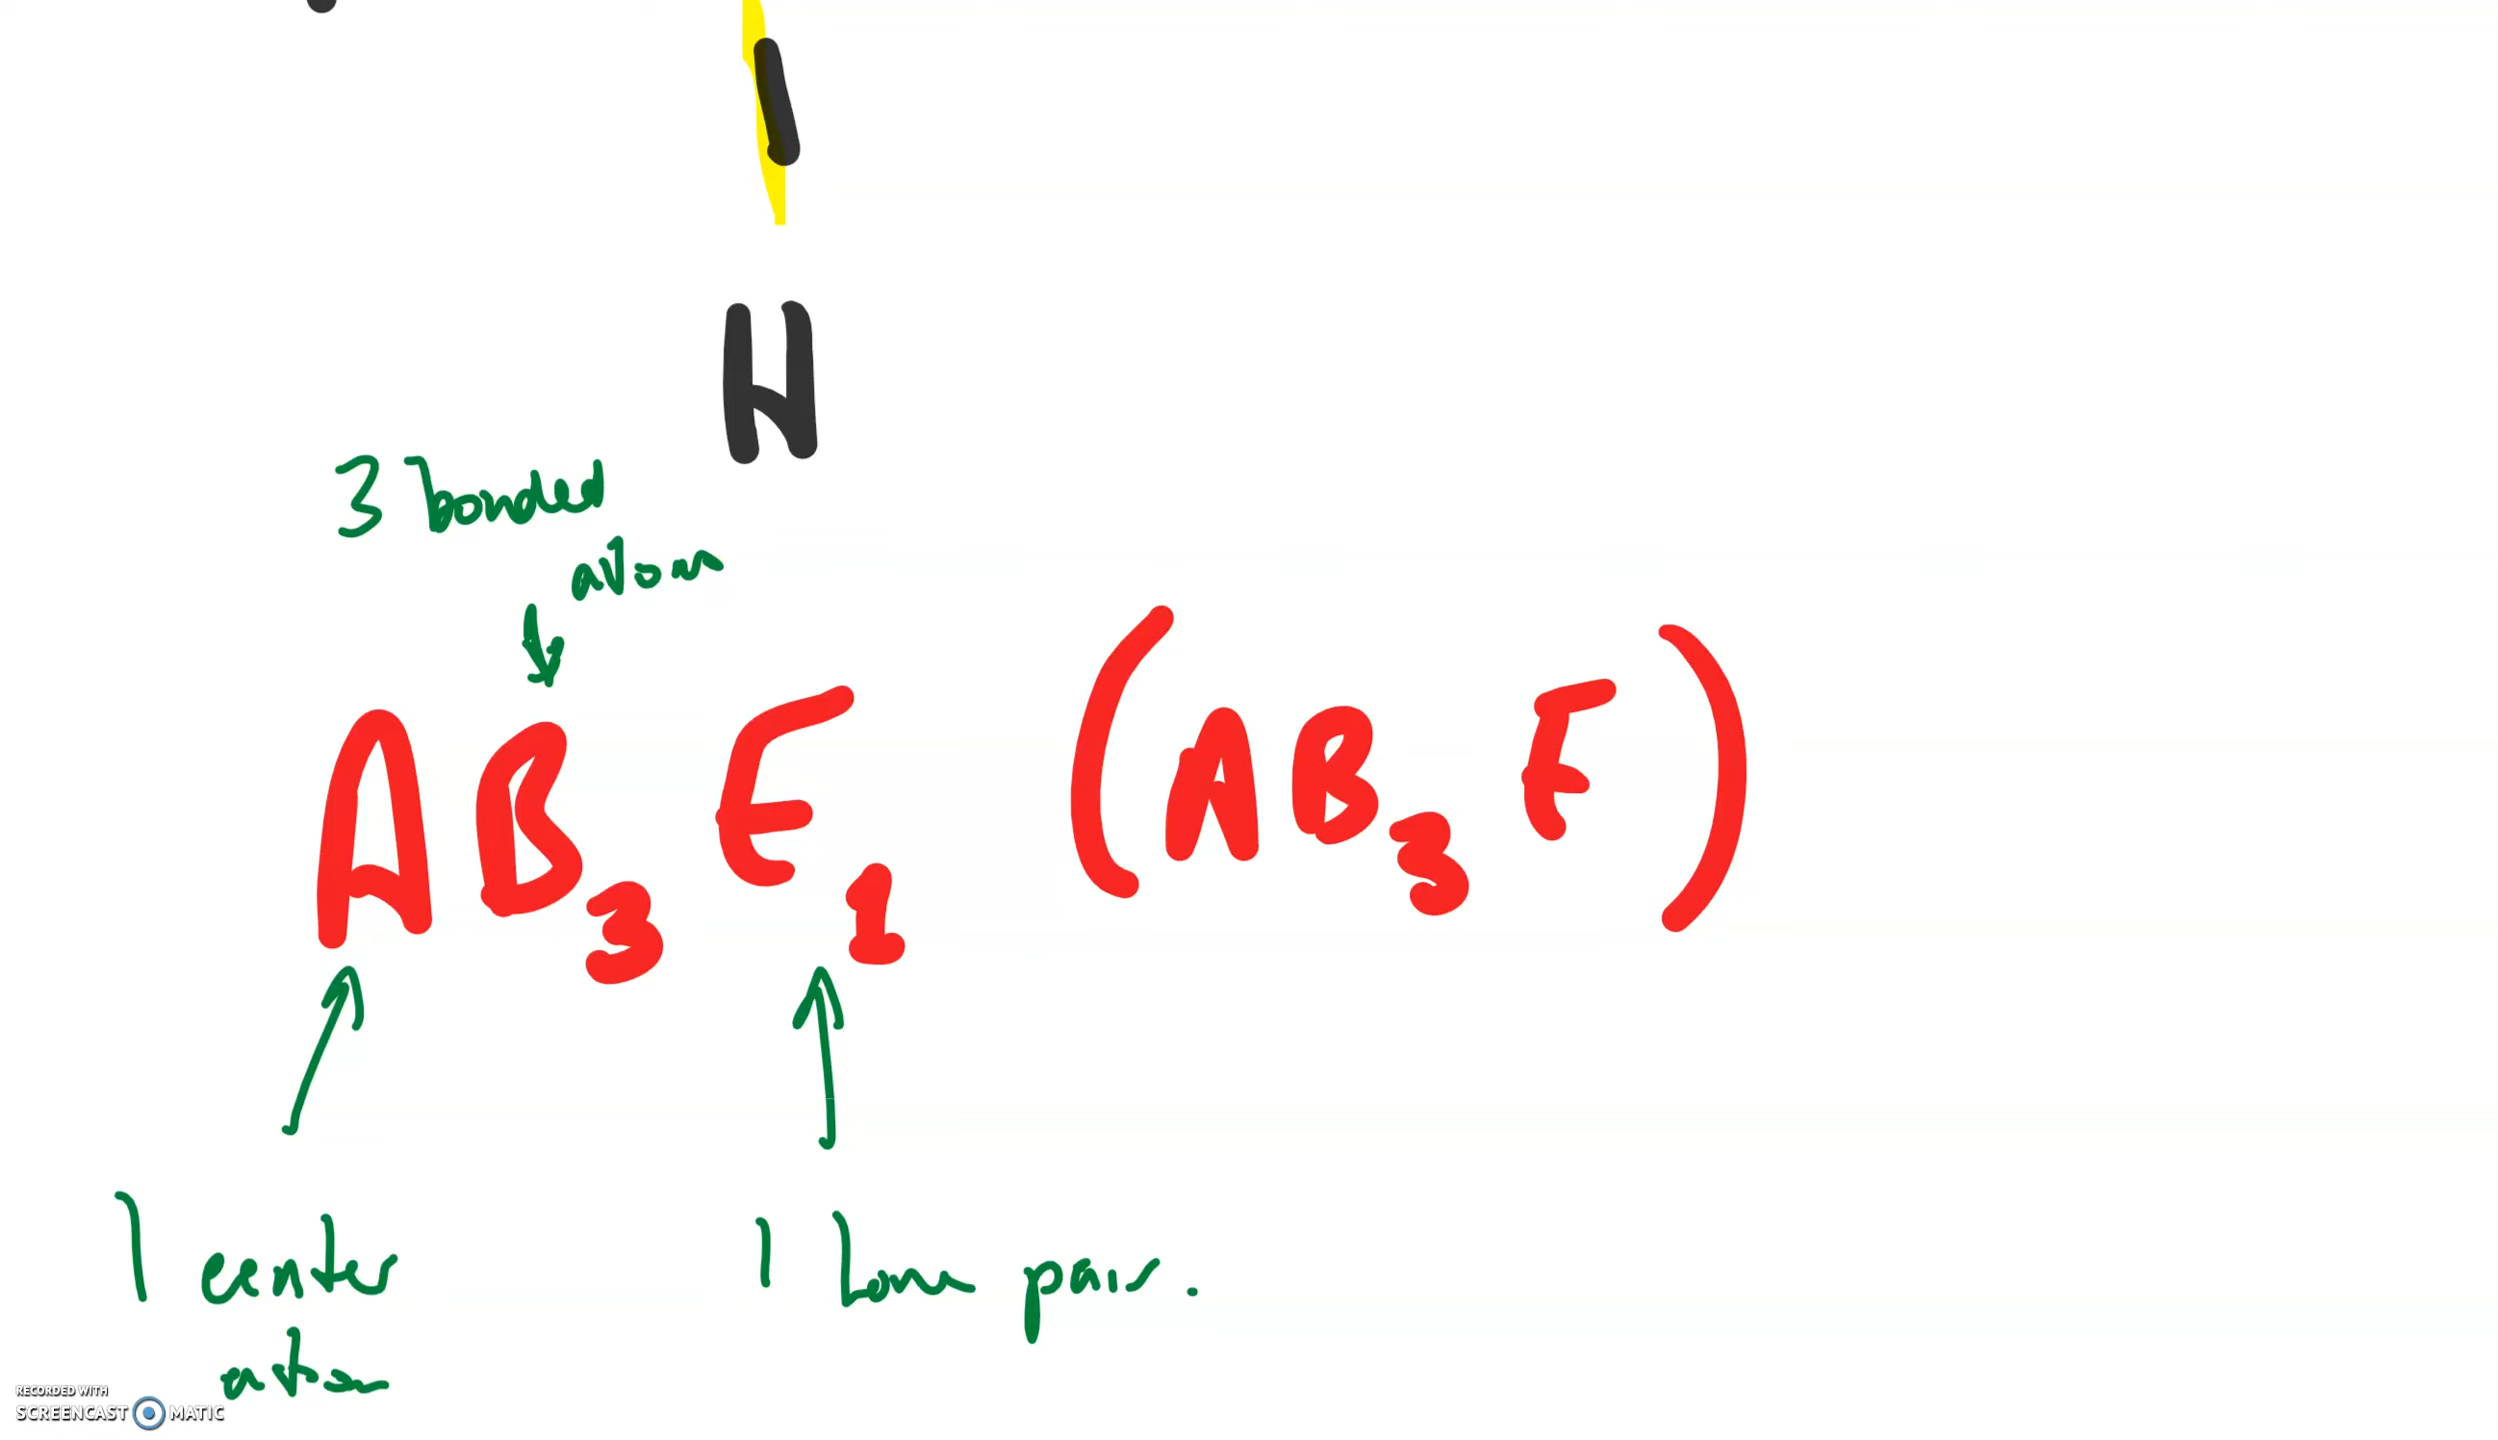 H
3 bonded
atom
AB3E1 (AB3E)
1 center
atom
1 lone pair.
RECORDED WITH
SCREENCAST MATIC